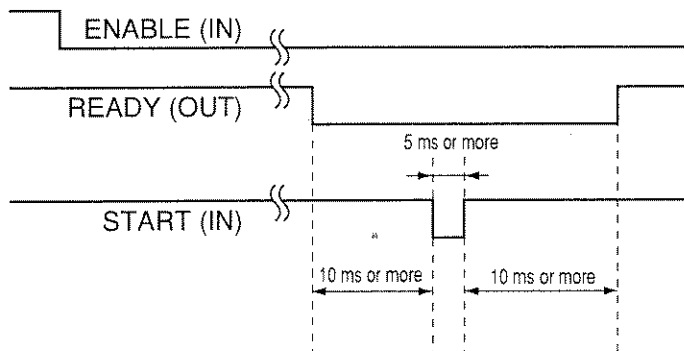 ENABLE (IN)
READY (OUT)
5 ms or more
START (IN)
10 ms or more
10 ms or more